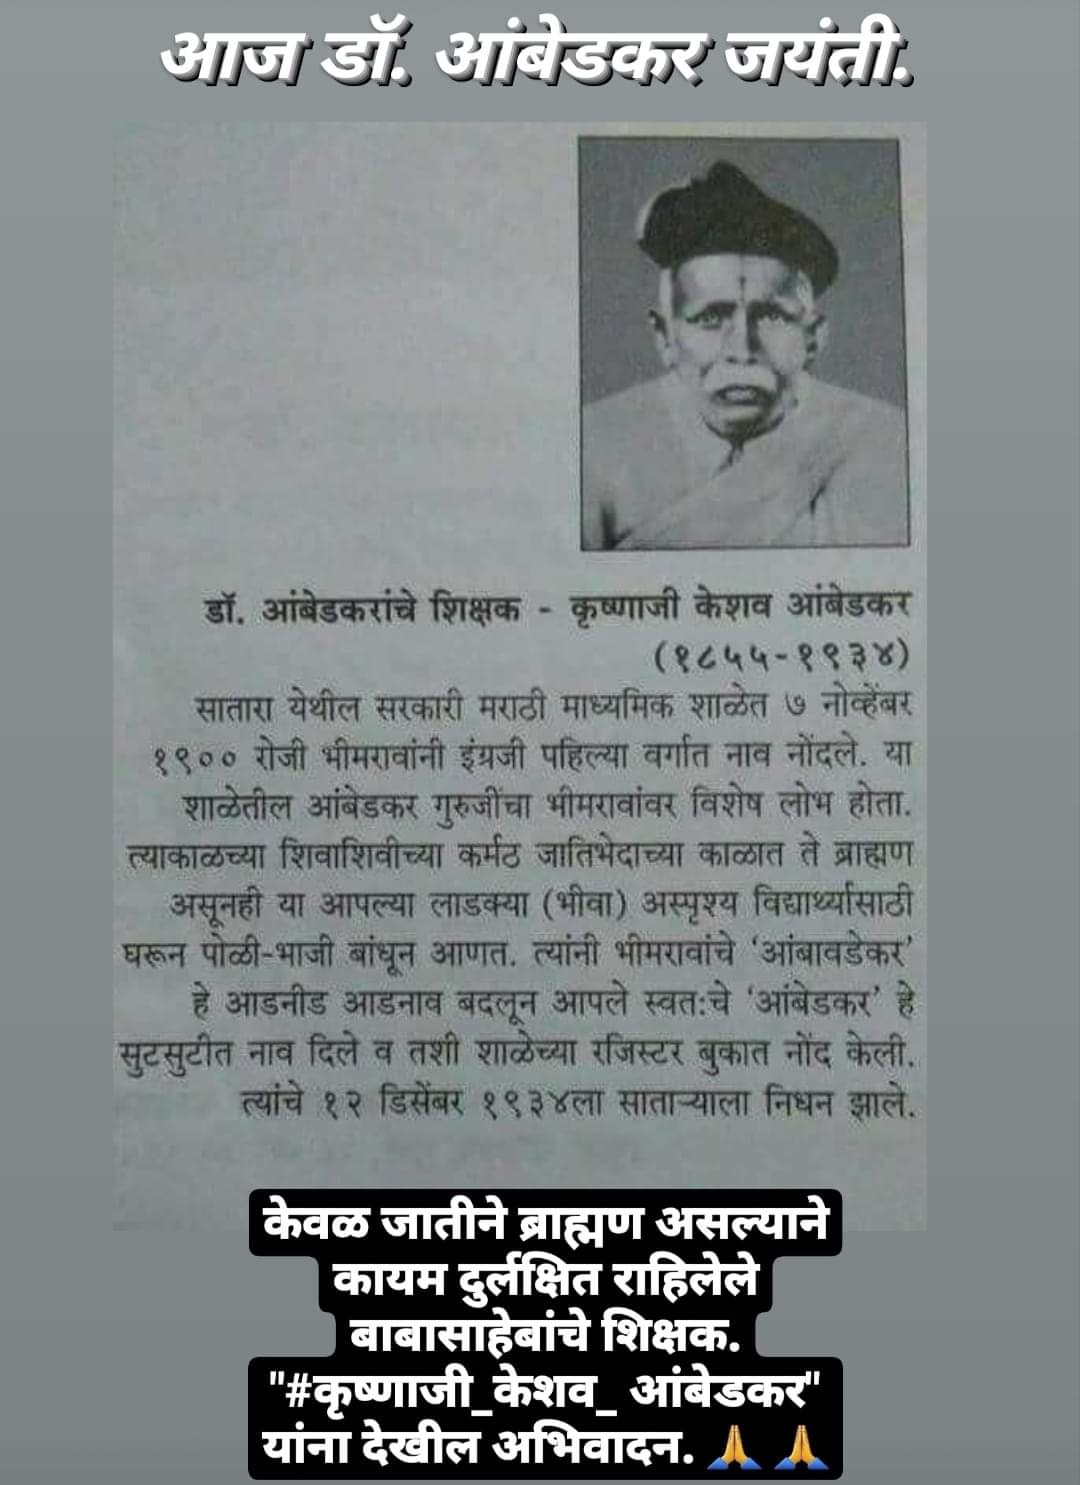 आज डॉ. आंबेडकर जयंती.
डॉ. आंबेडकरांचे शिक्षक - कृष्णाजी केशव आंबेडकर
(१८५५-१९३४)
सातारा येथील सरकारी मराठी माध्यमिक शाळेत ७ नोव्हेंबर
१९०० रोजी भीमरावांनी इंग्रजी पहिल्या वर्गात नाव नोंदले. या
शाळेतील आंबेडकर गुरुजींचा भीमरावांवर विशेष लोभ होता.
त्याकाळच्या शिवाशिवीच्या कर्मठ जातिभेदाच्या काळात ते ब्राह्मण
असूनही या आपल्या लाडक्या (भीवा) अस्पृश्य विद्यार्थ्यासाठी
घरून पोळी-भाजी बांधून आणत. त्यांनी भीमरावांचे 'आंबावडेकर'
हे आडनीड आडनाव बदलून आपले स्वतःचे 'आंबेडकर' हे
सुटसुटीत नाव दिले व तशी शाळेच्या रजिस्टर बुकात नोंद केली.
त्यांचे १२ डिसेंबर १९३४ला साताऱ्याला निधन झाले.
केवळ जातीने ब्राह्मण असल्याने
कायम दुर्लक्षित राहिलेले
बाबासाहेबांचे शिक्षक.
"#कृष्णाजी_केशव_ आंबेडकर"
यांना देखील अभिवादन. 🙏 🙏